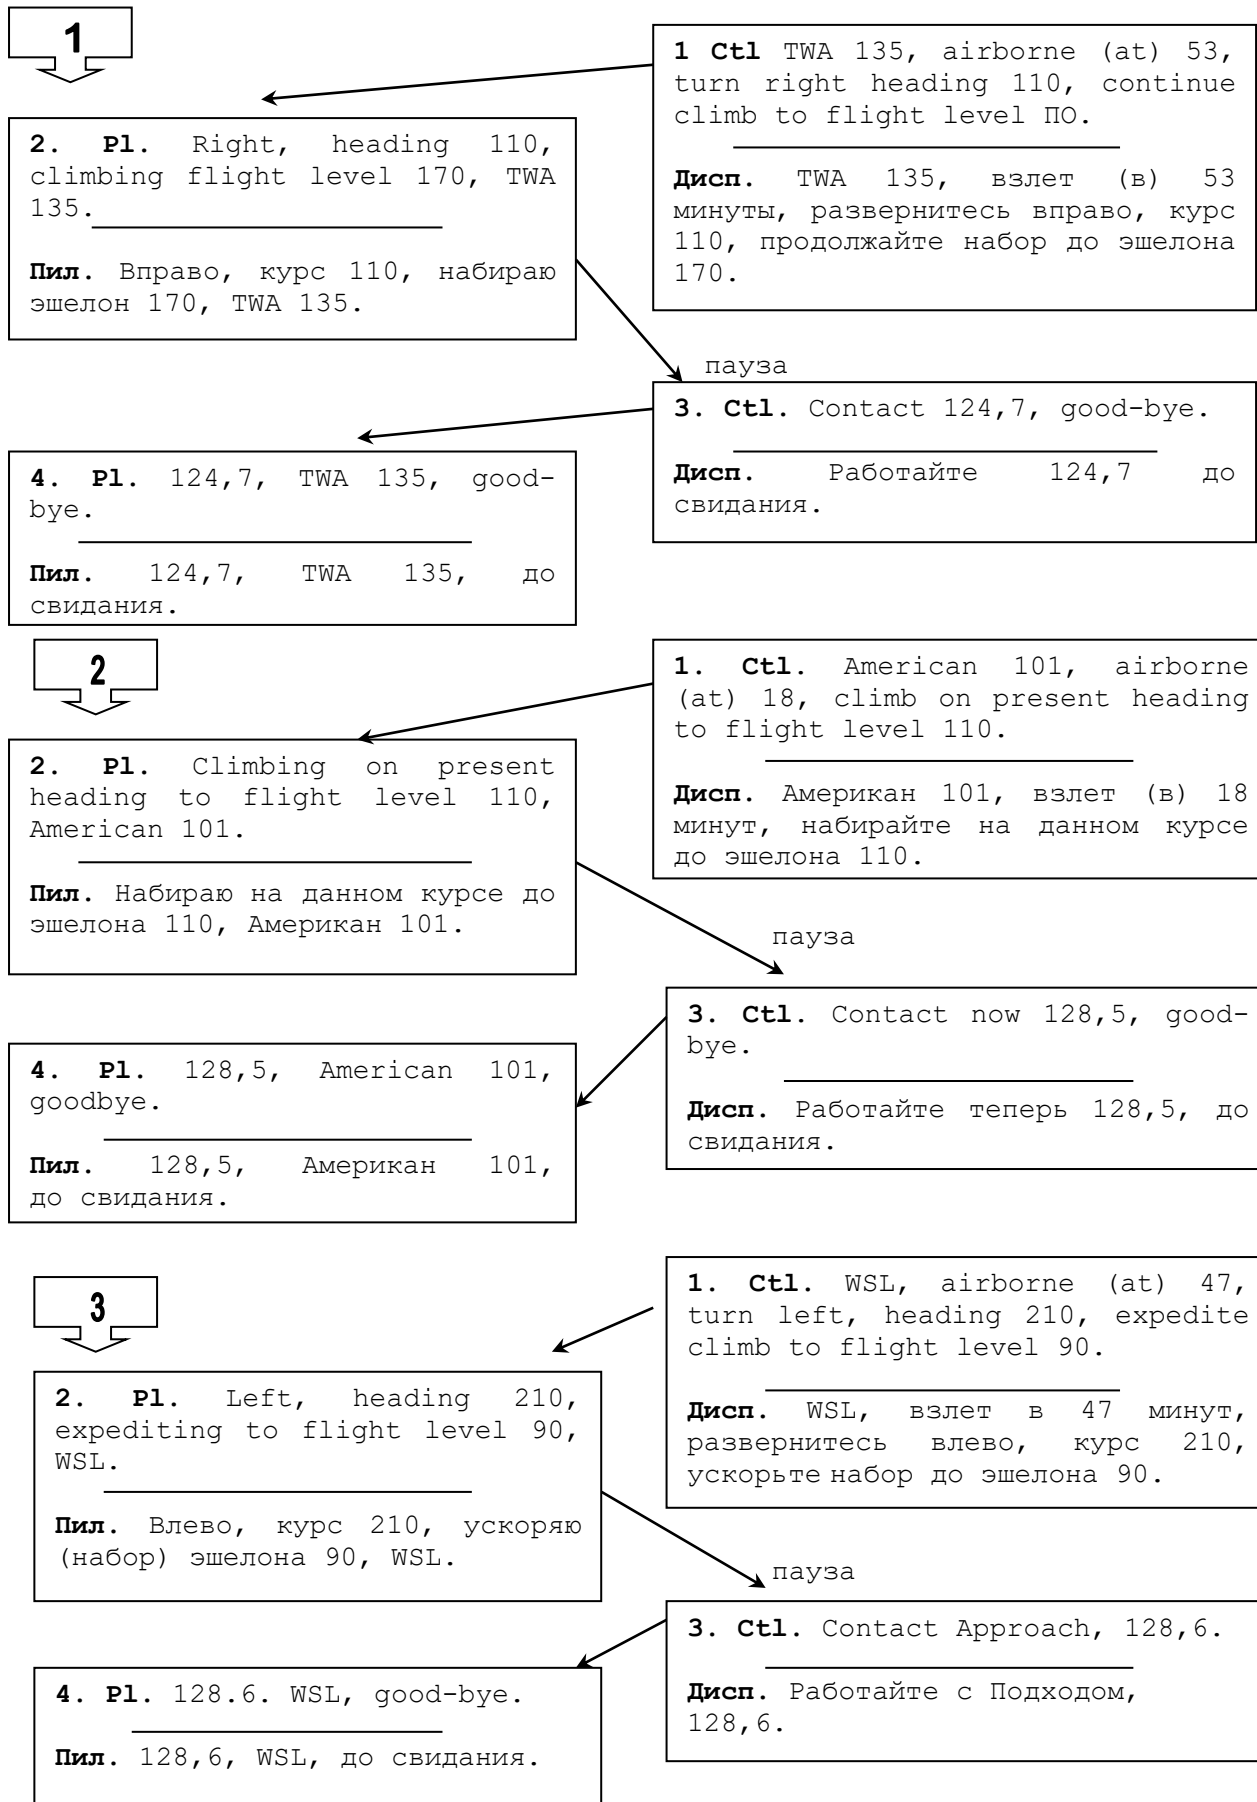 1
1 Ctl TWA 135, airborne (at) 53,
turn right heading 110, continue
climb to flight level ПО.
Дисп. TWA 135, взлет (в) 53
минуты, развернитесь вправо, курс
110, продолжайте набор до эшелона
170.
2. Pl. Right, heading 110,
climbing flight level 170, TWA
135.
Пил. Вправо, курс 110, набираю
эшелон 170, TWA 135.
пауза
3. Ctl. Contact 124,7, good-bye.
Дисп. Работайте 124,7 до
свидания.
4. Pl. 124,7, TWA 135, good-
bye.
Пил. 124,7, TWA 135, до
свидания.
2
1. Ctl. American 101, airborne
(at) 18, climb on present heading
to flight level 110.
Дисп. Американ 101, взлет (в) 18
минут, набирайте на данном курсе
до эшелона 110.
2. Pl. Climbing on present
heading to flight level 110,
American 101.
Пил. Набираю на данном курсе до
эшелона 110, Американ 101.
пауза
3. Ctl. Contact now 128,5, good-
bye.
Дисп. Работайте теперь 128,5, до
свидания.
4. Pl. 128,5, American 101,
goodbye.
Пил. 128,5, Американ 101,
до свидания.
3
1. Ctl. WSL, airborne (at) 47,
turn left, heading 210, expedite
climb to flight level 90.
Дисп. WSL, взлет в 47 минут,
развернитесь влево, курс 210,
ускорьте набор до эшелона 90.
2. Pl. Left, heading 210,
expediting to flight level 90,
WSL.
Пил. Влево, курс 210, ускоряю
(набор) эшелона 90, WSL.
пауза
3. Ctl. Contact Approach, 128,6.
Дисп. Работайте с Подходом,
128,6.
4. Pl. 128.6. WSL, good-bye.
Пил. 128,6, WSL, до свидания.